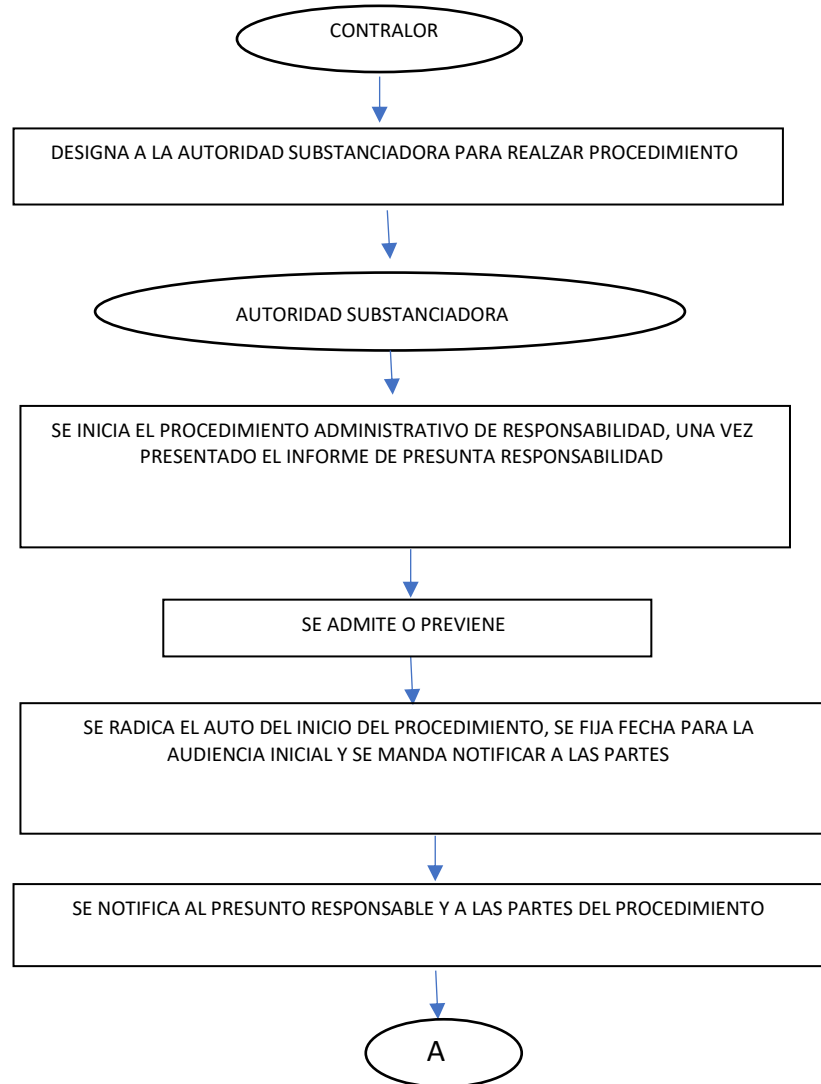 CONTRALOR
DESIGNA A LA AUTORIDAD SUBSTANCIADORA PARA REALZAR PROCEDIMIENTO
AUTORIDAD SUBSTANCIADORA
SE INICIA EL PROCEDIMIENTO ADMINISTRATIVO DE RESPONSABILIDAD, UNA VEZ
PRESENTADO EL INFORME DE PRESUNTA RESPONSABILIDAD
SE ADMITE O PREVIENE
SE RADICA EL AUTO DEL INICIO DEL PROCEDIMIENTO, SE FIJA FECHA PARA LA
AUDIENCIA INICIAL Y SE MANDA NOTIFICAR A LAS PARTES
SE NOTIFICA AL PRESUNTO RESPONSABLE Y A LAS PARTES DEL PROCEDIMIENTO
A